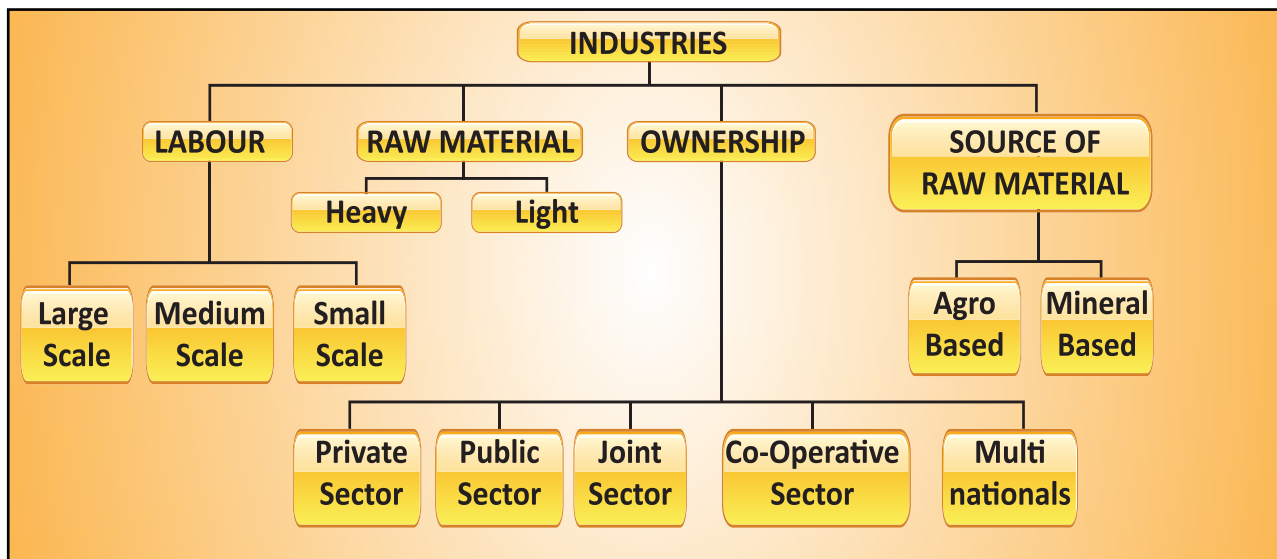 INDUSTRIES
LABOUR
RAW MATERIAL
OWNERSHIP
SOURCE OF
RAW MATERIAL
Heavy
Light
Large
Scale
Medium
Scale
Small
Scale
Agro
Based
Mineral
Based
Private
Sector
Public
Sector
Joint
Sector
Co-Operative
Sector
Multi
nationals